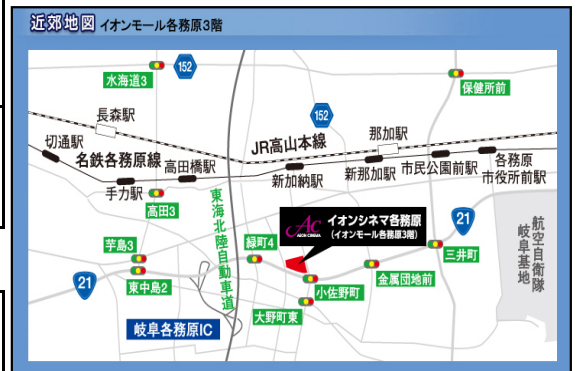 近郊地図 イオンモール各務原3階
水海道3
152
保健所前
長森駅
152
切通駅
JR高山本線
那加駅
名鉄各務原線
高田橋駅
新加納駅
新那加駅
市民公園前駅
各務原
市役所前駅
手力駅
高田3
東海北陸自動車道
Ac
AEON CINEMA
イオンシネマ各務原
(イオンモール各務原3階)
21
航空自衛隊
岐阜基地
芋島3
緑町4
三井町
東中島2
21
小佐野町
金属団地前
大野町東
岐阜各務原IC